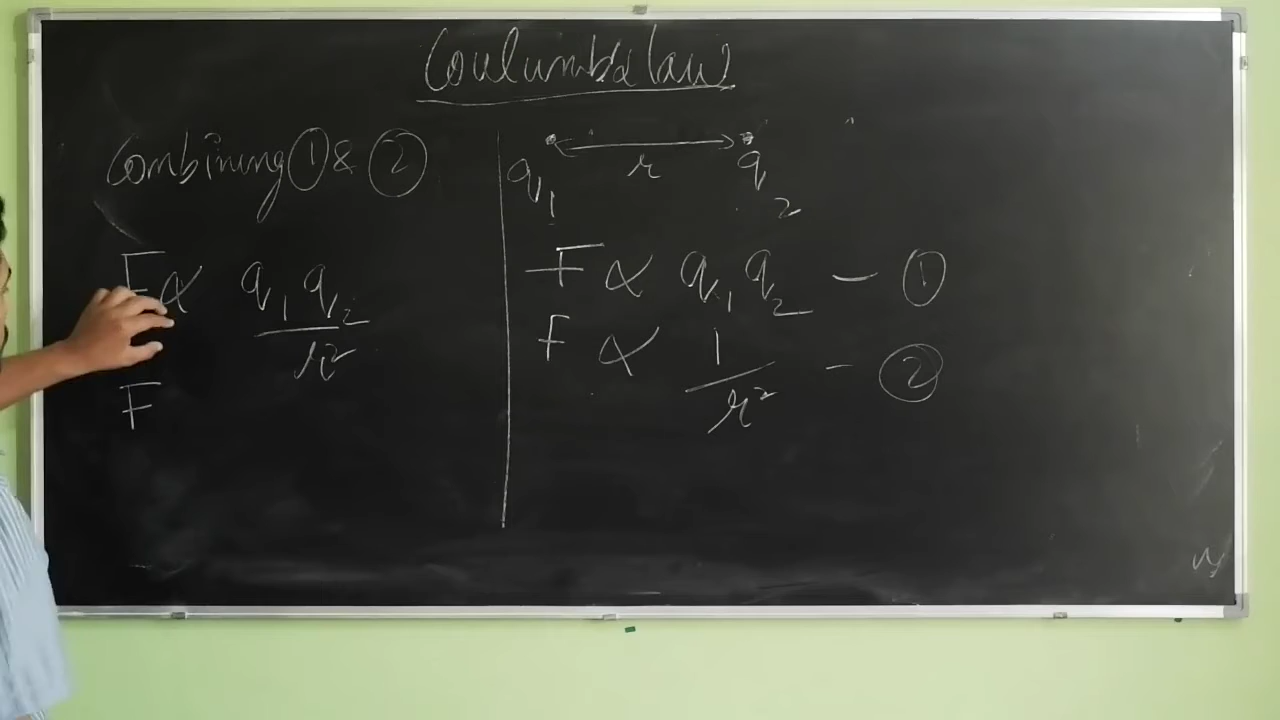 Coulumb's law
Combining ① & ②
F ∝ q₁ q₂ / r²
F
r
q₁ q₂
F ∝ q₁ q₂ — ①
F ∝ 1 / r² — ②